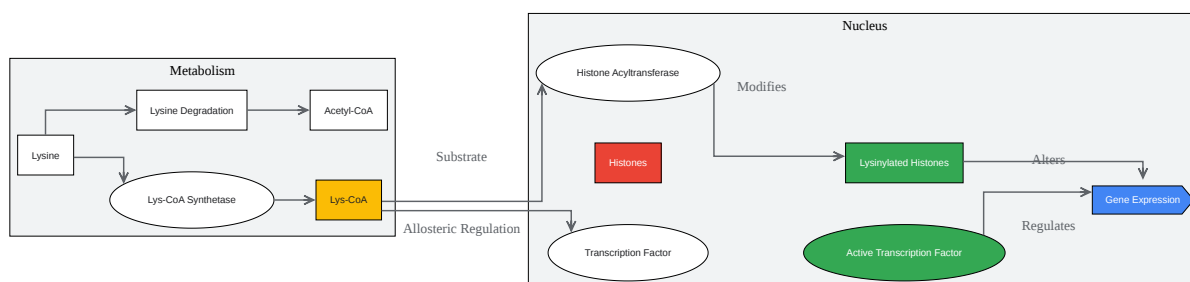 Metabolism
Lysine
Lysine Degradation
Acetyl-CoA
Lys-CoA Synthetase
Lys-CoA
Substrate
Allosteric Regulation
Nucleus
Histone Acyltransferase
Modifies
Histones
Lysinylated Histones
Alters
Gene Expression
Regulates
Transcription Factor
Active Transcription Factor